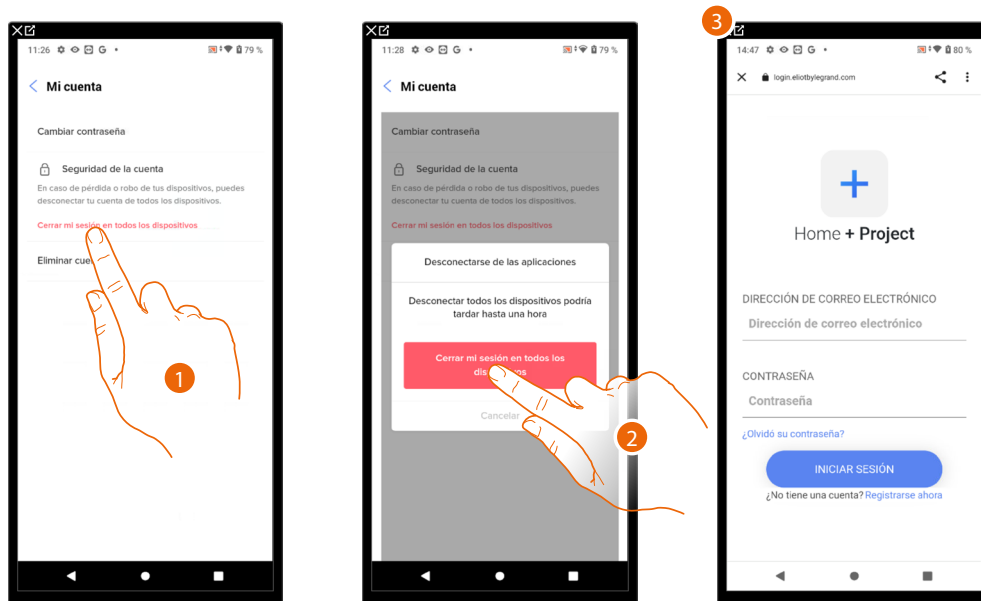 11:26
79 %
Mi cuenta
Cambiar contraseña
Seguridad de la cuenta
En caso de pérdida o robo de tus dispositivos, puedes
desconectar tu cuenta de todos los dispositivos.
Cerrar mi sesión en todos los dispositivos
Eliminar
1
11:28
79 %
Mi cuenta
Cambiar contraseña
Seguridad de la cuenta
En caso de pérdida o robo de tus dispositivos, puedes
desconectar tu cuenta de todos los dispositivos.
Cerrar mi sesión en todos los dispositivos
Desconectarse de las aplicaciones
Desconectar todos los dispositivos podría
tardar hasta una hora
Cerrar mi sesión en todos los
Cancelar
2
3
14:47
80 %
login.eliotbylegrand.com
Home + Project
DIRECCIÓN DE CORREO ELECTRÓNICO
Dirección de correo electrónico
CONTRASEÑA
Contraseña
¿Olvidó su contraseña?
INICIAR SESIÓN
¿No tiene una cuenta? Registrarse ahora